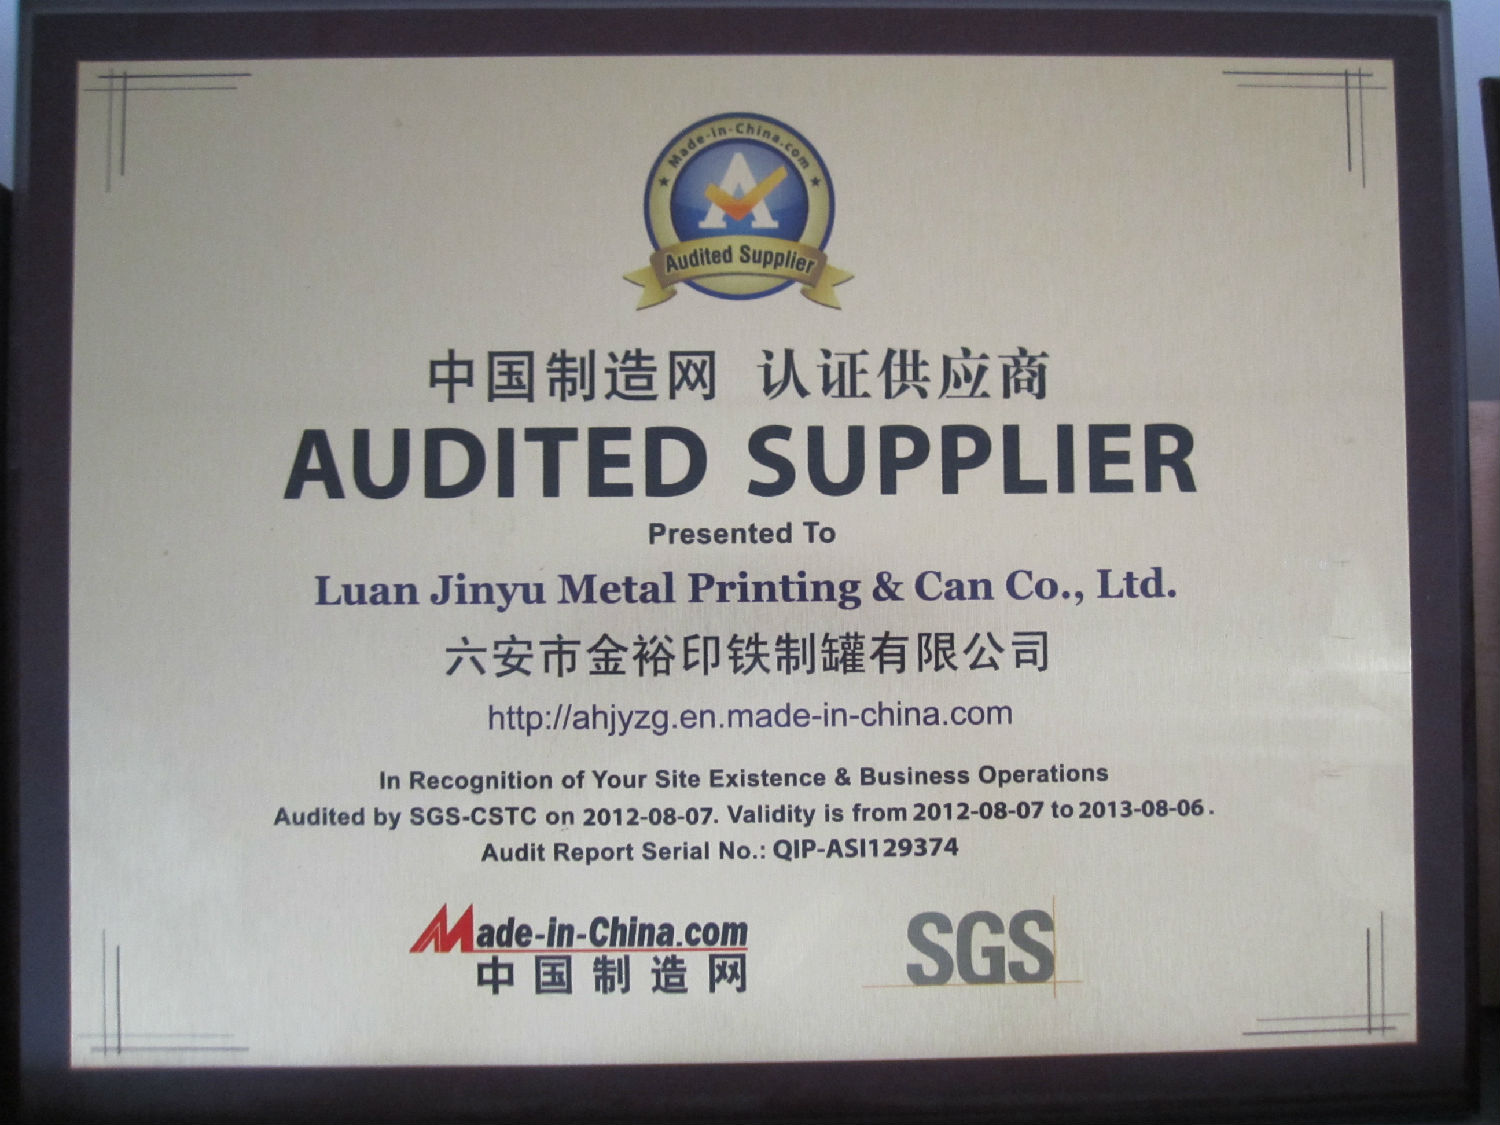 Made-in-China.com
A
Audited Supplier
中国制造网 认证供应商
AUDITED SUPPLIER
Presented To
Luan Jinyu Metal Printing & Can Co., Ltd.
六安市金裕印铁制罐有限公司
http://ahjyzg.en.made-in-china.com
In Recognition of Your Site Existence & Business Operations
Audited by SGS-CSTC on 2012-08-07. Validity is from 2012-08-07 to 2013-08-06.
Audit Report Serial No.: QIP-ASI129374
Made-in-China.com
中国制造网
SGS